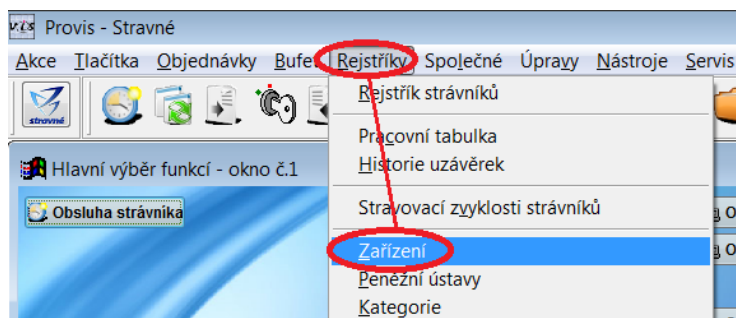 v.i.s Provis - Stravné
Akce Tlačítka Objednávky Bufet Rejstříky Společné Úpravy Nástroje Servis
stravné
Rejstřík strávníků
Pracovní tabulka
Historie uzávěrek
Hlavní výběr funkcí - okno č.1
Stravovací zvyklosti strávníků
Obsluha strávníka
Zařízení
Peněžní ústavy
Kategorie